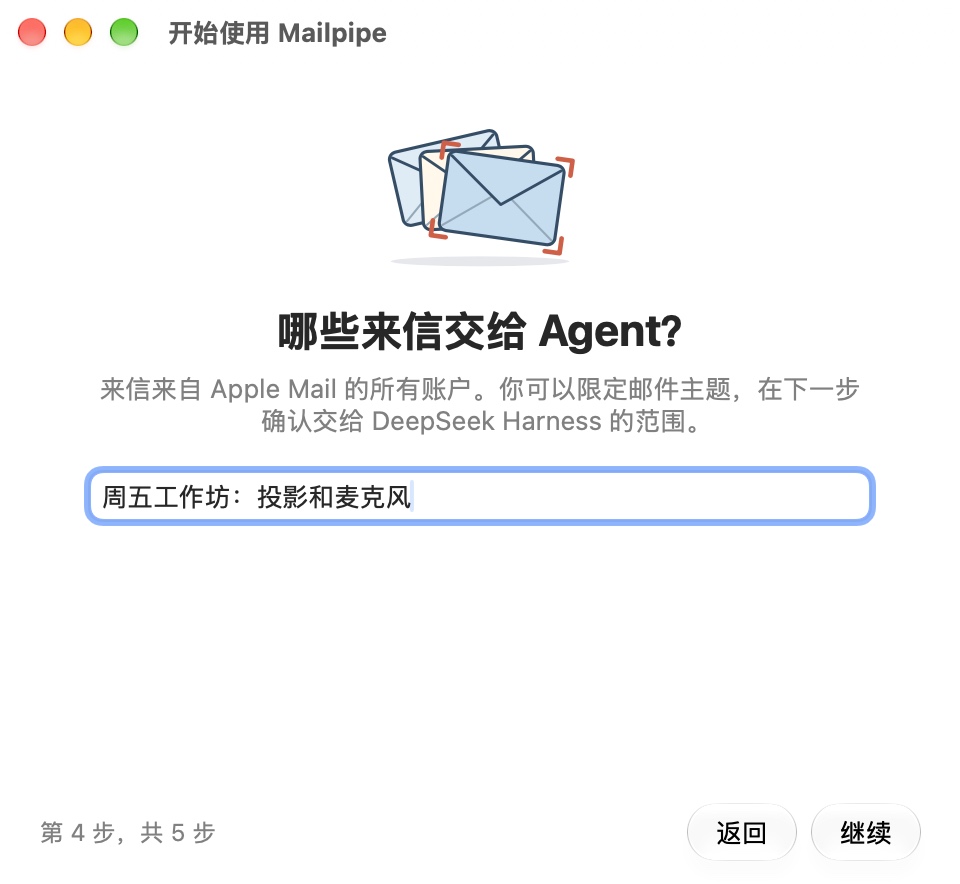 开始使用 Mailpipe
哪些来信交给 Agent?
来信来自 Apple Mail 的所有账户。你可以限定邮件主题，在下一步
确认交给 DeepSeek Harness 的范围。
周五工作坊：投影和麦克风
第 4 步，共 5 步
返回
继续